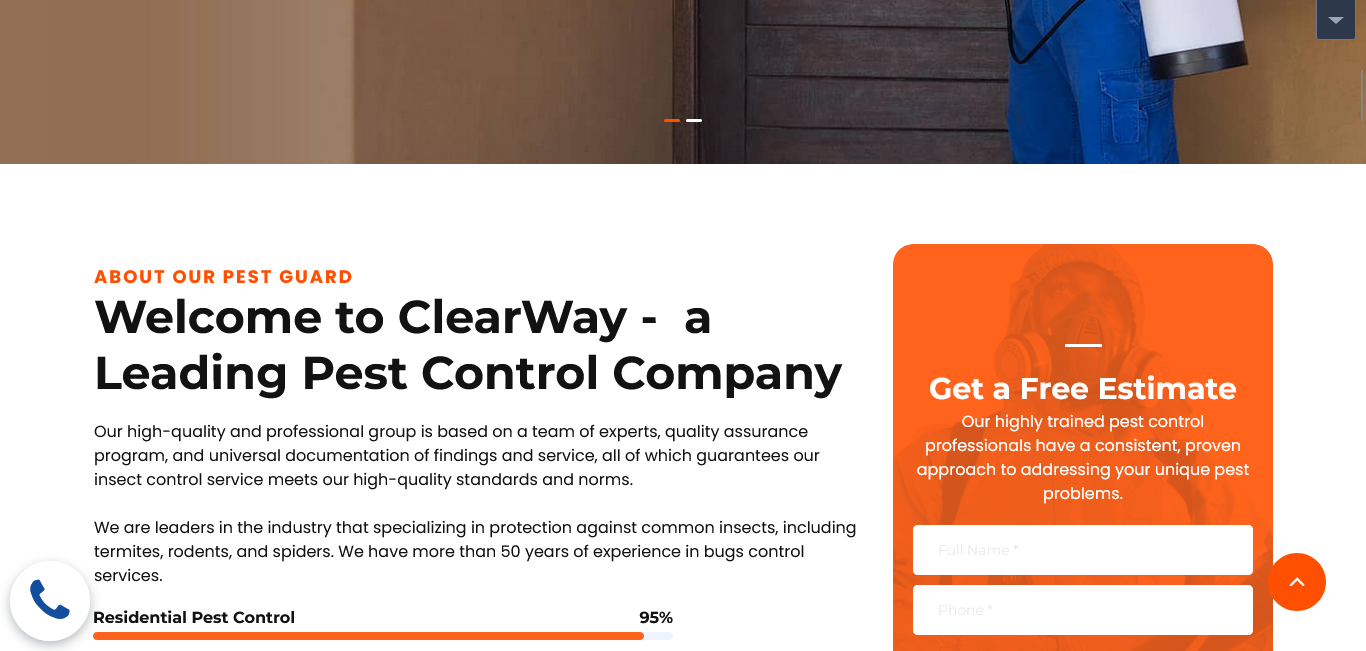 ABOUT OUR PEST GUARD
Welcome to ClearWay -  a
Leading Pest Control Company
Our high-quality and professional group is based on a team of experts, quality assurance
program, and universal documentation of findings and service, all of which guarantees our
insect control service meets our high-quality standards and norms.
We are leaders in the industry that specializing in protection against common insects, including
termites, rodents, and spiders. We have more than 50 years of experience in bugs control
services.
Residential Pest Control 95%
Get a Free Estimate
Our highly trained pest control
professionals have a consistent, proven
approach to addressing your unique pest
problems.
Full Name *
Phone *